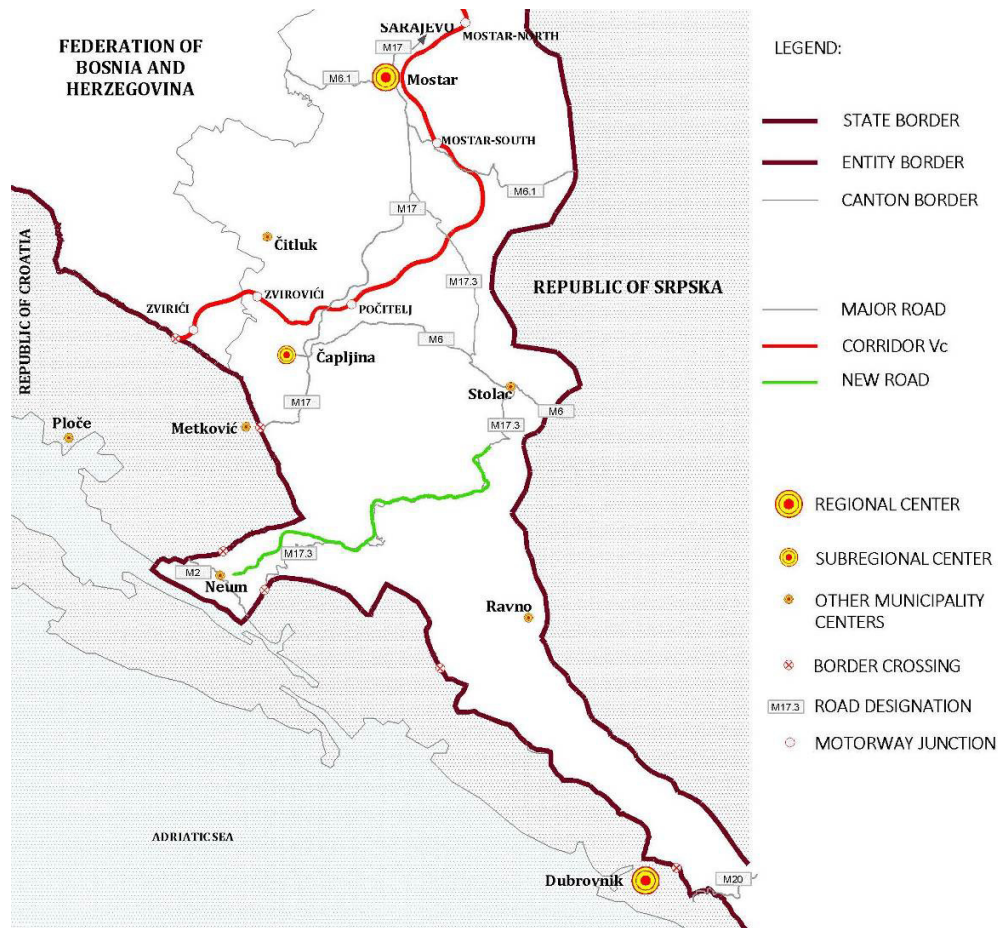 FEDERATION OF
BOSNIA AND
HERZEGOVINA
SARAJEVO
MOSTAR-NORTH
M17
M6.1
Mostar
MOSTAR-SOUTH
M6.1
M17
REPUBLIC OF CROATIA
Čitluk
M17.3
REPUBLIC OF SRPSKA
ZVIRIĆI
ZVIROVIĆI
POČITELJ
M6
Čapljina
Stolac
M17
M6
Ploče
Metković
M17.3
M17.3
M2
Neum
Ravno
ADRIATIC SEA
Dubrovnik
M20
LEGEND:
STATE BORDER
ENTITY BORDER
CANTON BORDER
MAJOR ROAD
CORRIDOR Vc
NEW ROAD
REGIONAL CENTER
SUBREGIONAL CENTER
OTHER MUNICIPALITY
CENTERS
BORDER CROSSING
M17.3 ROAD DESIGNATION
MOTORWAY JUNCTION